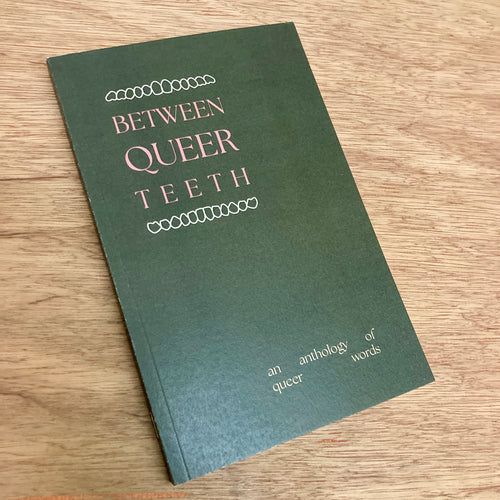 BETWEEN
QUEER
TEETH
an anthology of
queer words